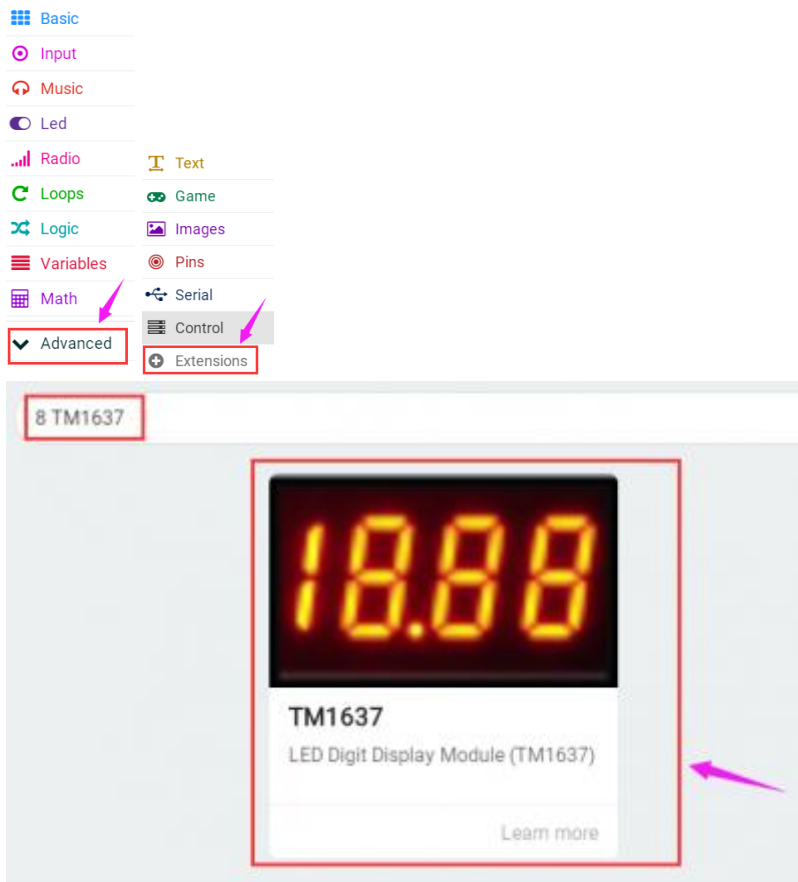 Basic
Input
Music
Led
Radio
Loops
Logic
Variables
Math
Advanced
Text
Game
Images
Pins
Serial
Control
Extensions
8 TM1637
18.88
TM1637
LED Digit Display Module (TM1637)
Learn more